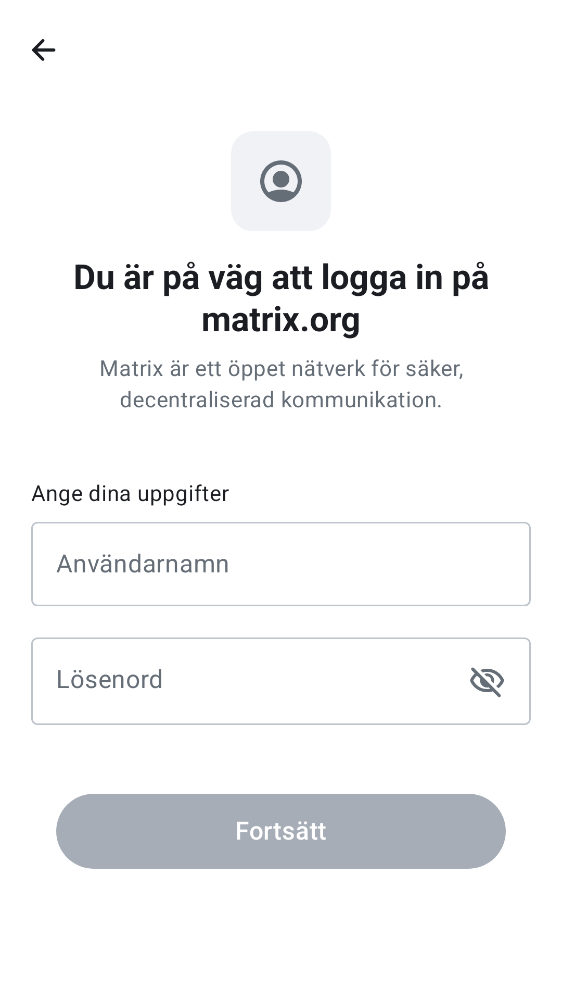 Du är på väg att logga in på
matrix.org
Matrix är ett öppet nätverk för säker,
decentraliserad kommunikation.
Ange dina uppgifter
Användarnamn
Lösenord
Fortsätt